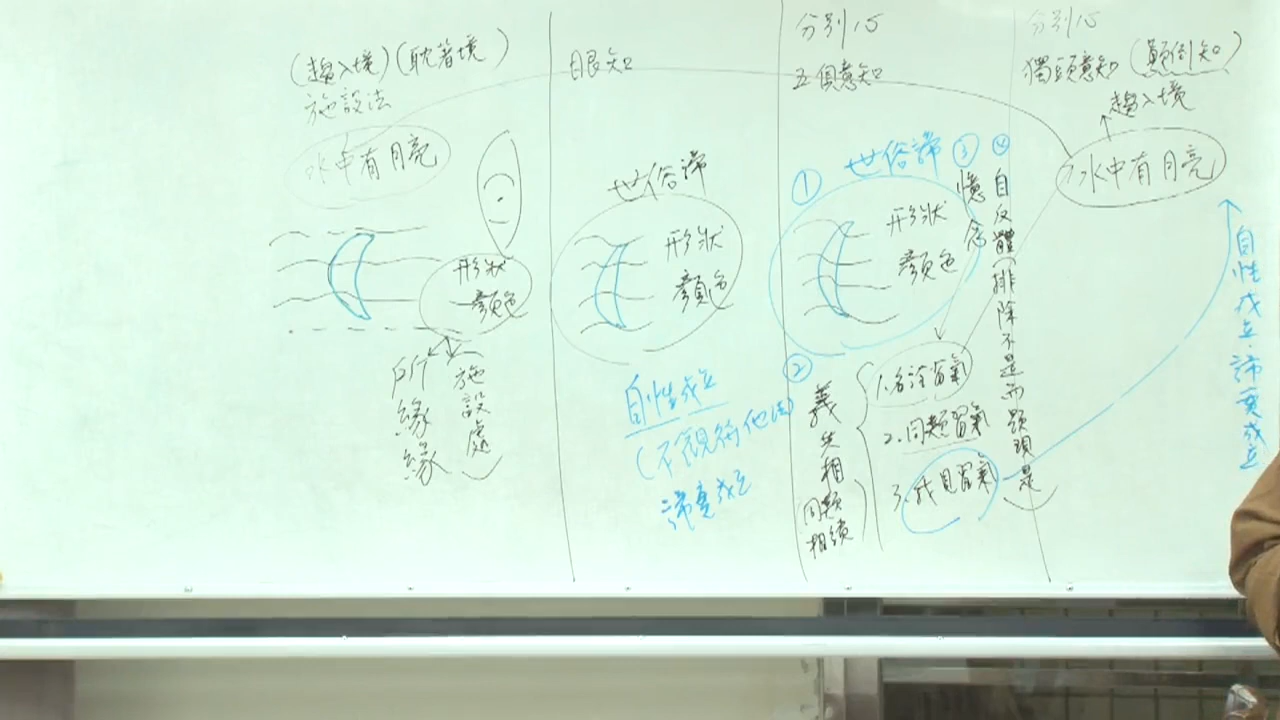 (趨入境)(耽著境)
施設法
水中有月亮
形狀
顏色
所緣緣
施設處
眼知
世俗諦
形狀
顏色
自性成立
(不觀待他法)
諦實成立
分別心
五俱意知
① 世俗諦
形狀
顏色
②
義共相
同類
相續
③ 憶念
1.名言習氣
2.同類習氣
3.我見習氣
④ 自反體(排除不是而顯現是)
分別心
獨頭意知(顛倒知)
趨入境
水中有月亮
自性成立.諦實成立